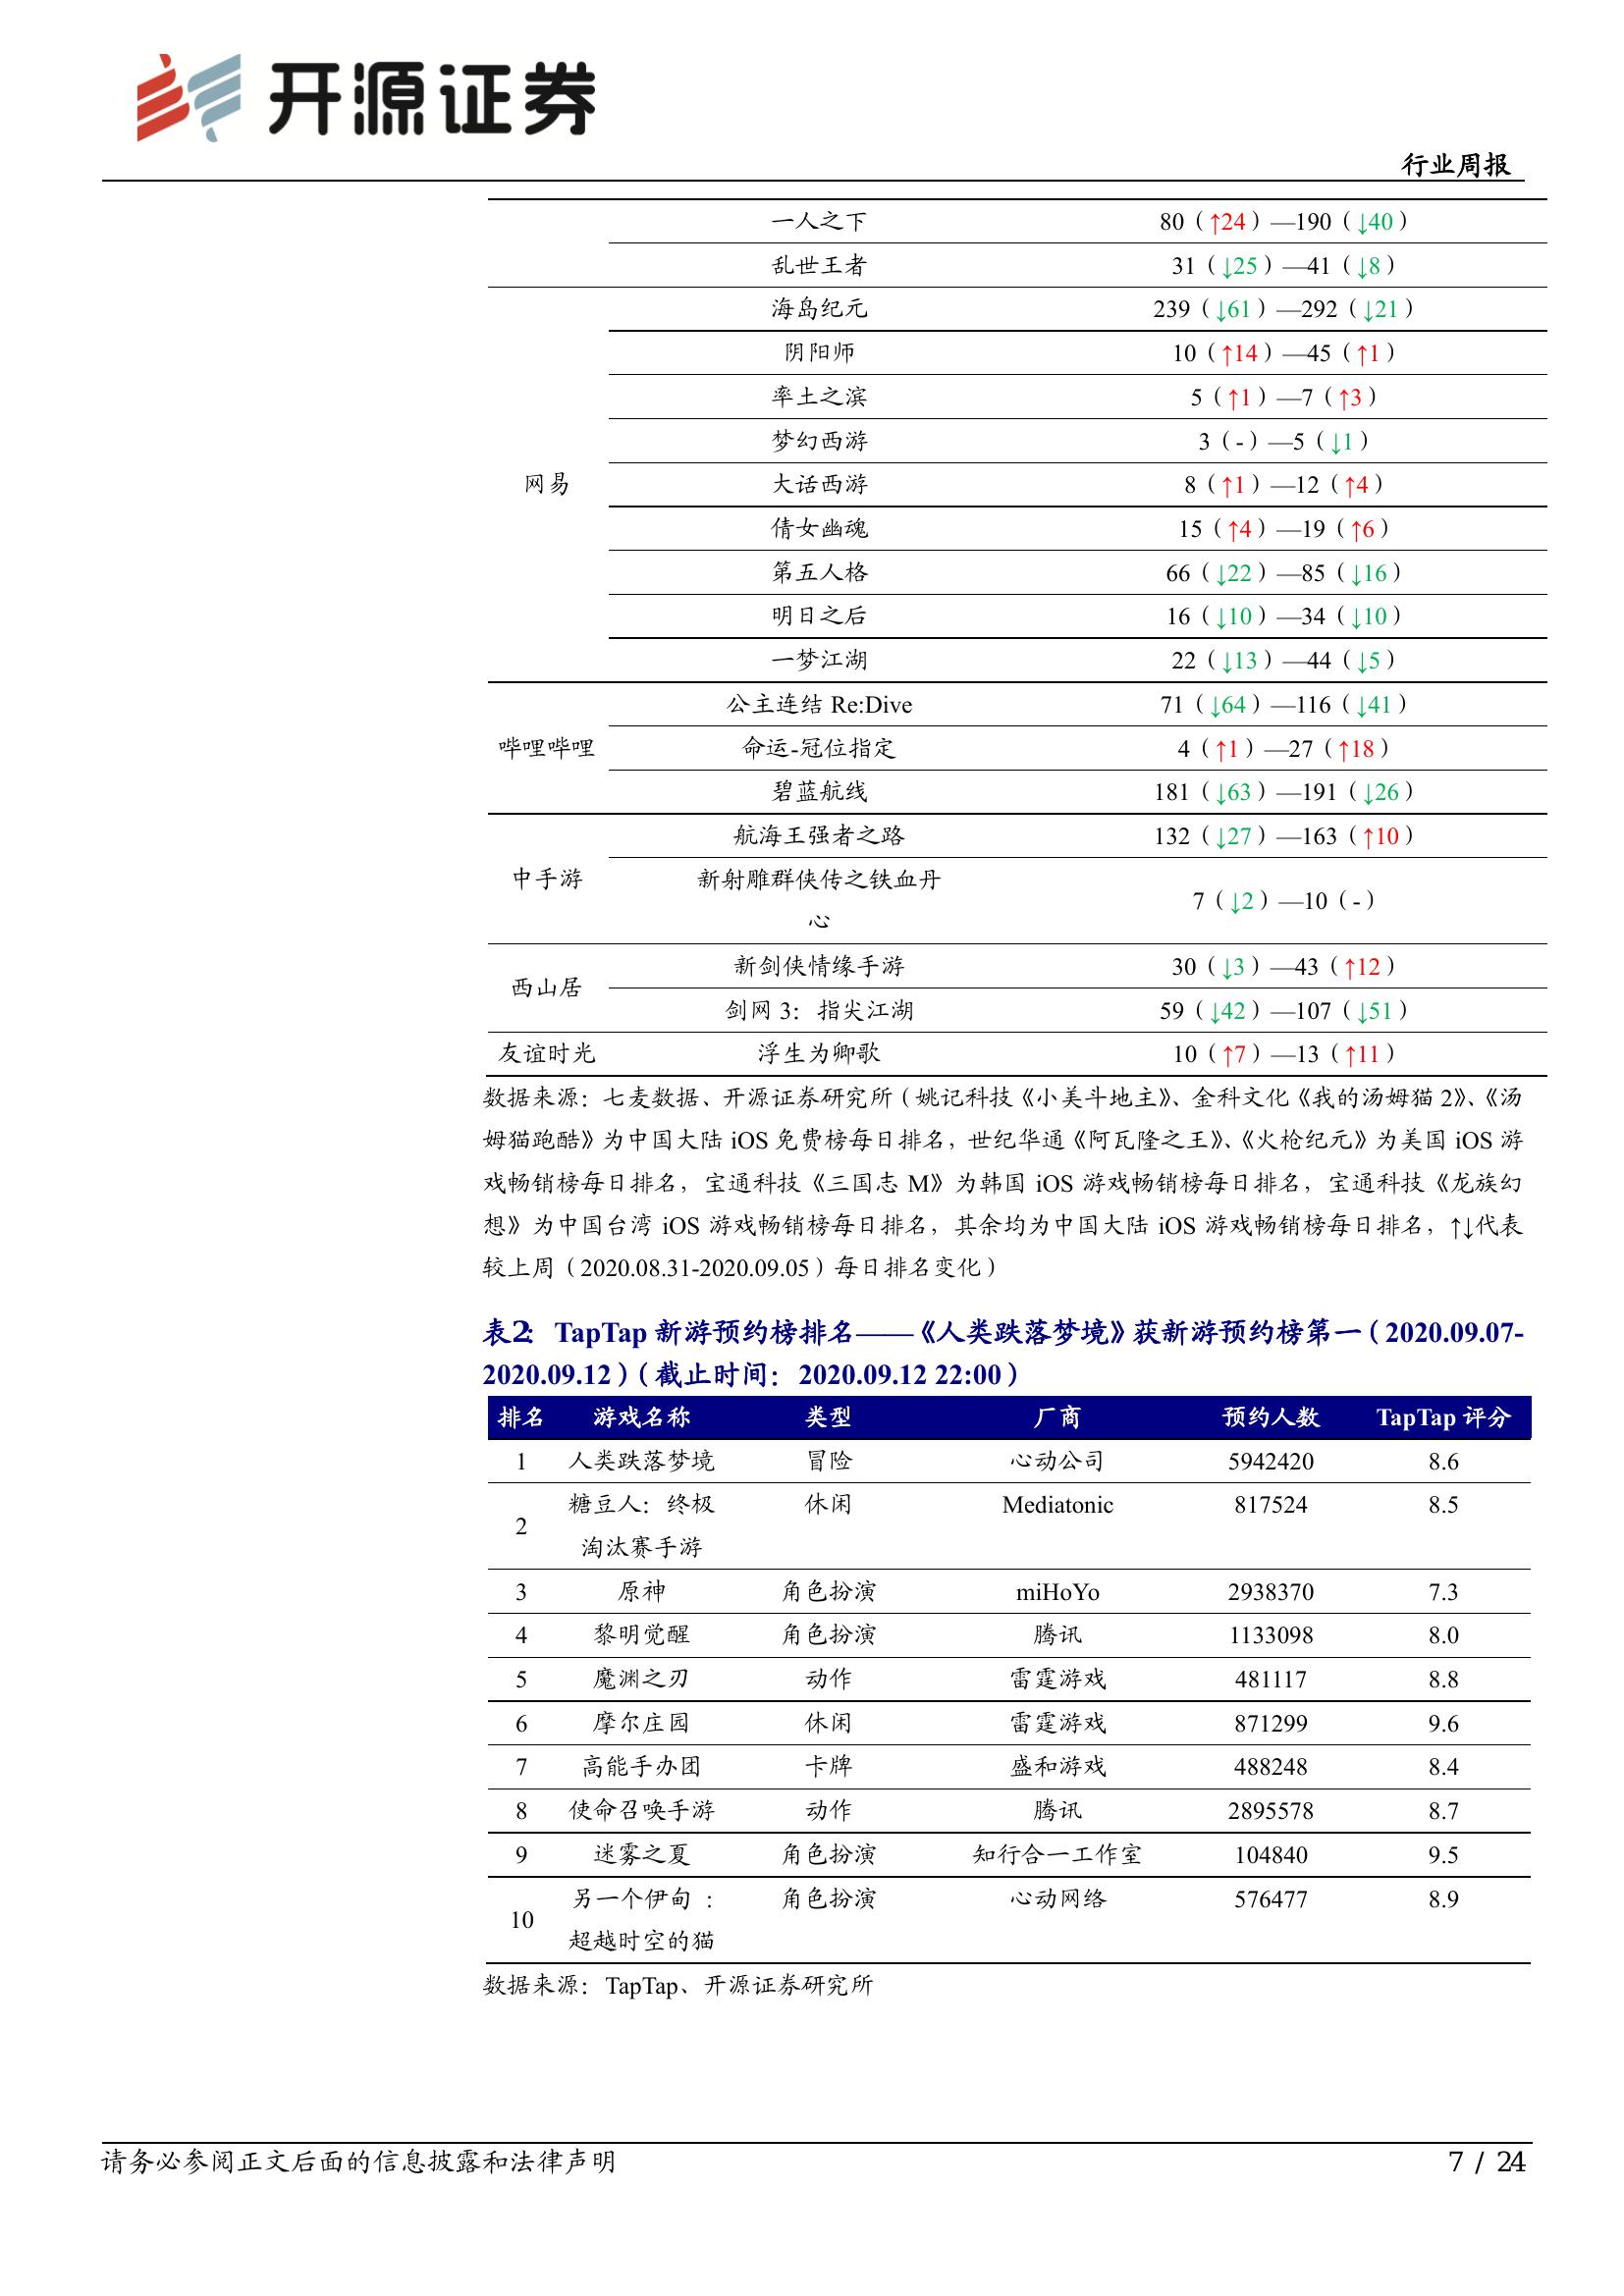 开源证券
行业周报
一人之下 80（↑24）—190（↓40）
乱世王者 31（↓25）—41（↓8）
海岛纪元 239（↓61）—292（↓21）
阴阳师 10（↑14）—45（↑1）
率土之滨 5（↑1）—7（↑3）
梦幻西游 3（-）—5（↓1）
网易 大话西游 8（↑1）—12（↑4）
倩女幽魂 15（↑4）—19（↑6）
第五人格 66（↓22）—85（↓16）
明日之后 16（↓10）—34（↓10）
一梦江湖 22（↓13）—44（↓5）
公主连结 Re:Dive 71（↓64）—116（↓41）
哔哩哔哩 命运-冠位指定 4（↑1）—27（↑18）
碧蓝航线 181（↓63）—191（↓26）
航海王强者之路 132（↓27）—163（↑10）
中手游 新射雕群侠传之铁血丹 7（↓2）—10（-）
心
西山居 新剑侠情缘手游 30（↓3）—43（↑12）
剑网 3：指尖江湖 59（↓42）—107（↓51）
友谊时光 浮生为卿歌 10（↑7）—13（↑11）
数据来源：七麦数据、开源证券研究所（姚记科技《小美斗地主》、金科文化《我的汤姆猫 2》、《汤
姆猫跑酷》为中国大陆 iOS 免费榜每日排名，世纪华通《阿瓦隆之王》、《火枪纪元》为美国 iOS 游
戏畅销榜每日排名，宝通科技《三国志 M》为韩国 iOS 游戏畅销榜每日排名，宝通科技《龙族幻
想》为中国台湾 iOS 游戏畅销榜每日排名，其余均为中国大陆 iOS 游戏畅销榜每日排名，↑↓代表
较上周（2020.08.31-2020.09.05）每日排名变化）
表2： TapTap 新游预约榜排名——《人类跌落梦境》获新游预约榜第一（2020.09.07-
2020.09.12）（截止时间：2020.09.12 22:00）
排名 游戏名称 类型 厂商 预约人数 TapTap 评分
1 人类跌落梦境 冒险 心动公司 5942420 8.6
2 糖豆人：终极 休闲 Mediatonic 817524 8.5
淘汰赛手游
3 原神 角色扮演 miHoYo 2938370 7.3
4 黎明觉醒 角色扮演 腾讯 1133098 8.0
5 魔渊之刃 动作 雷霆游戏 481117 8.8
6 摩尔庄园 休闲 雷霆游戏 871299 9.6
7 高能手办团 卡牌 盛和游戏 488248 8.4
8 使命召唤手游 动作 腾讯 2895578 8.7
9 迷雾之夏 角色扮演 知行合一工作室 104840 9.5
10 另一个伊甸 ： 角色扮演 心动网络 576477 8.9
超越时空的猫
数据来源：TapTap、开源证券研究所
请务必参阅正文后面的信息披露和法律声明 7 / 24